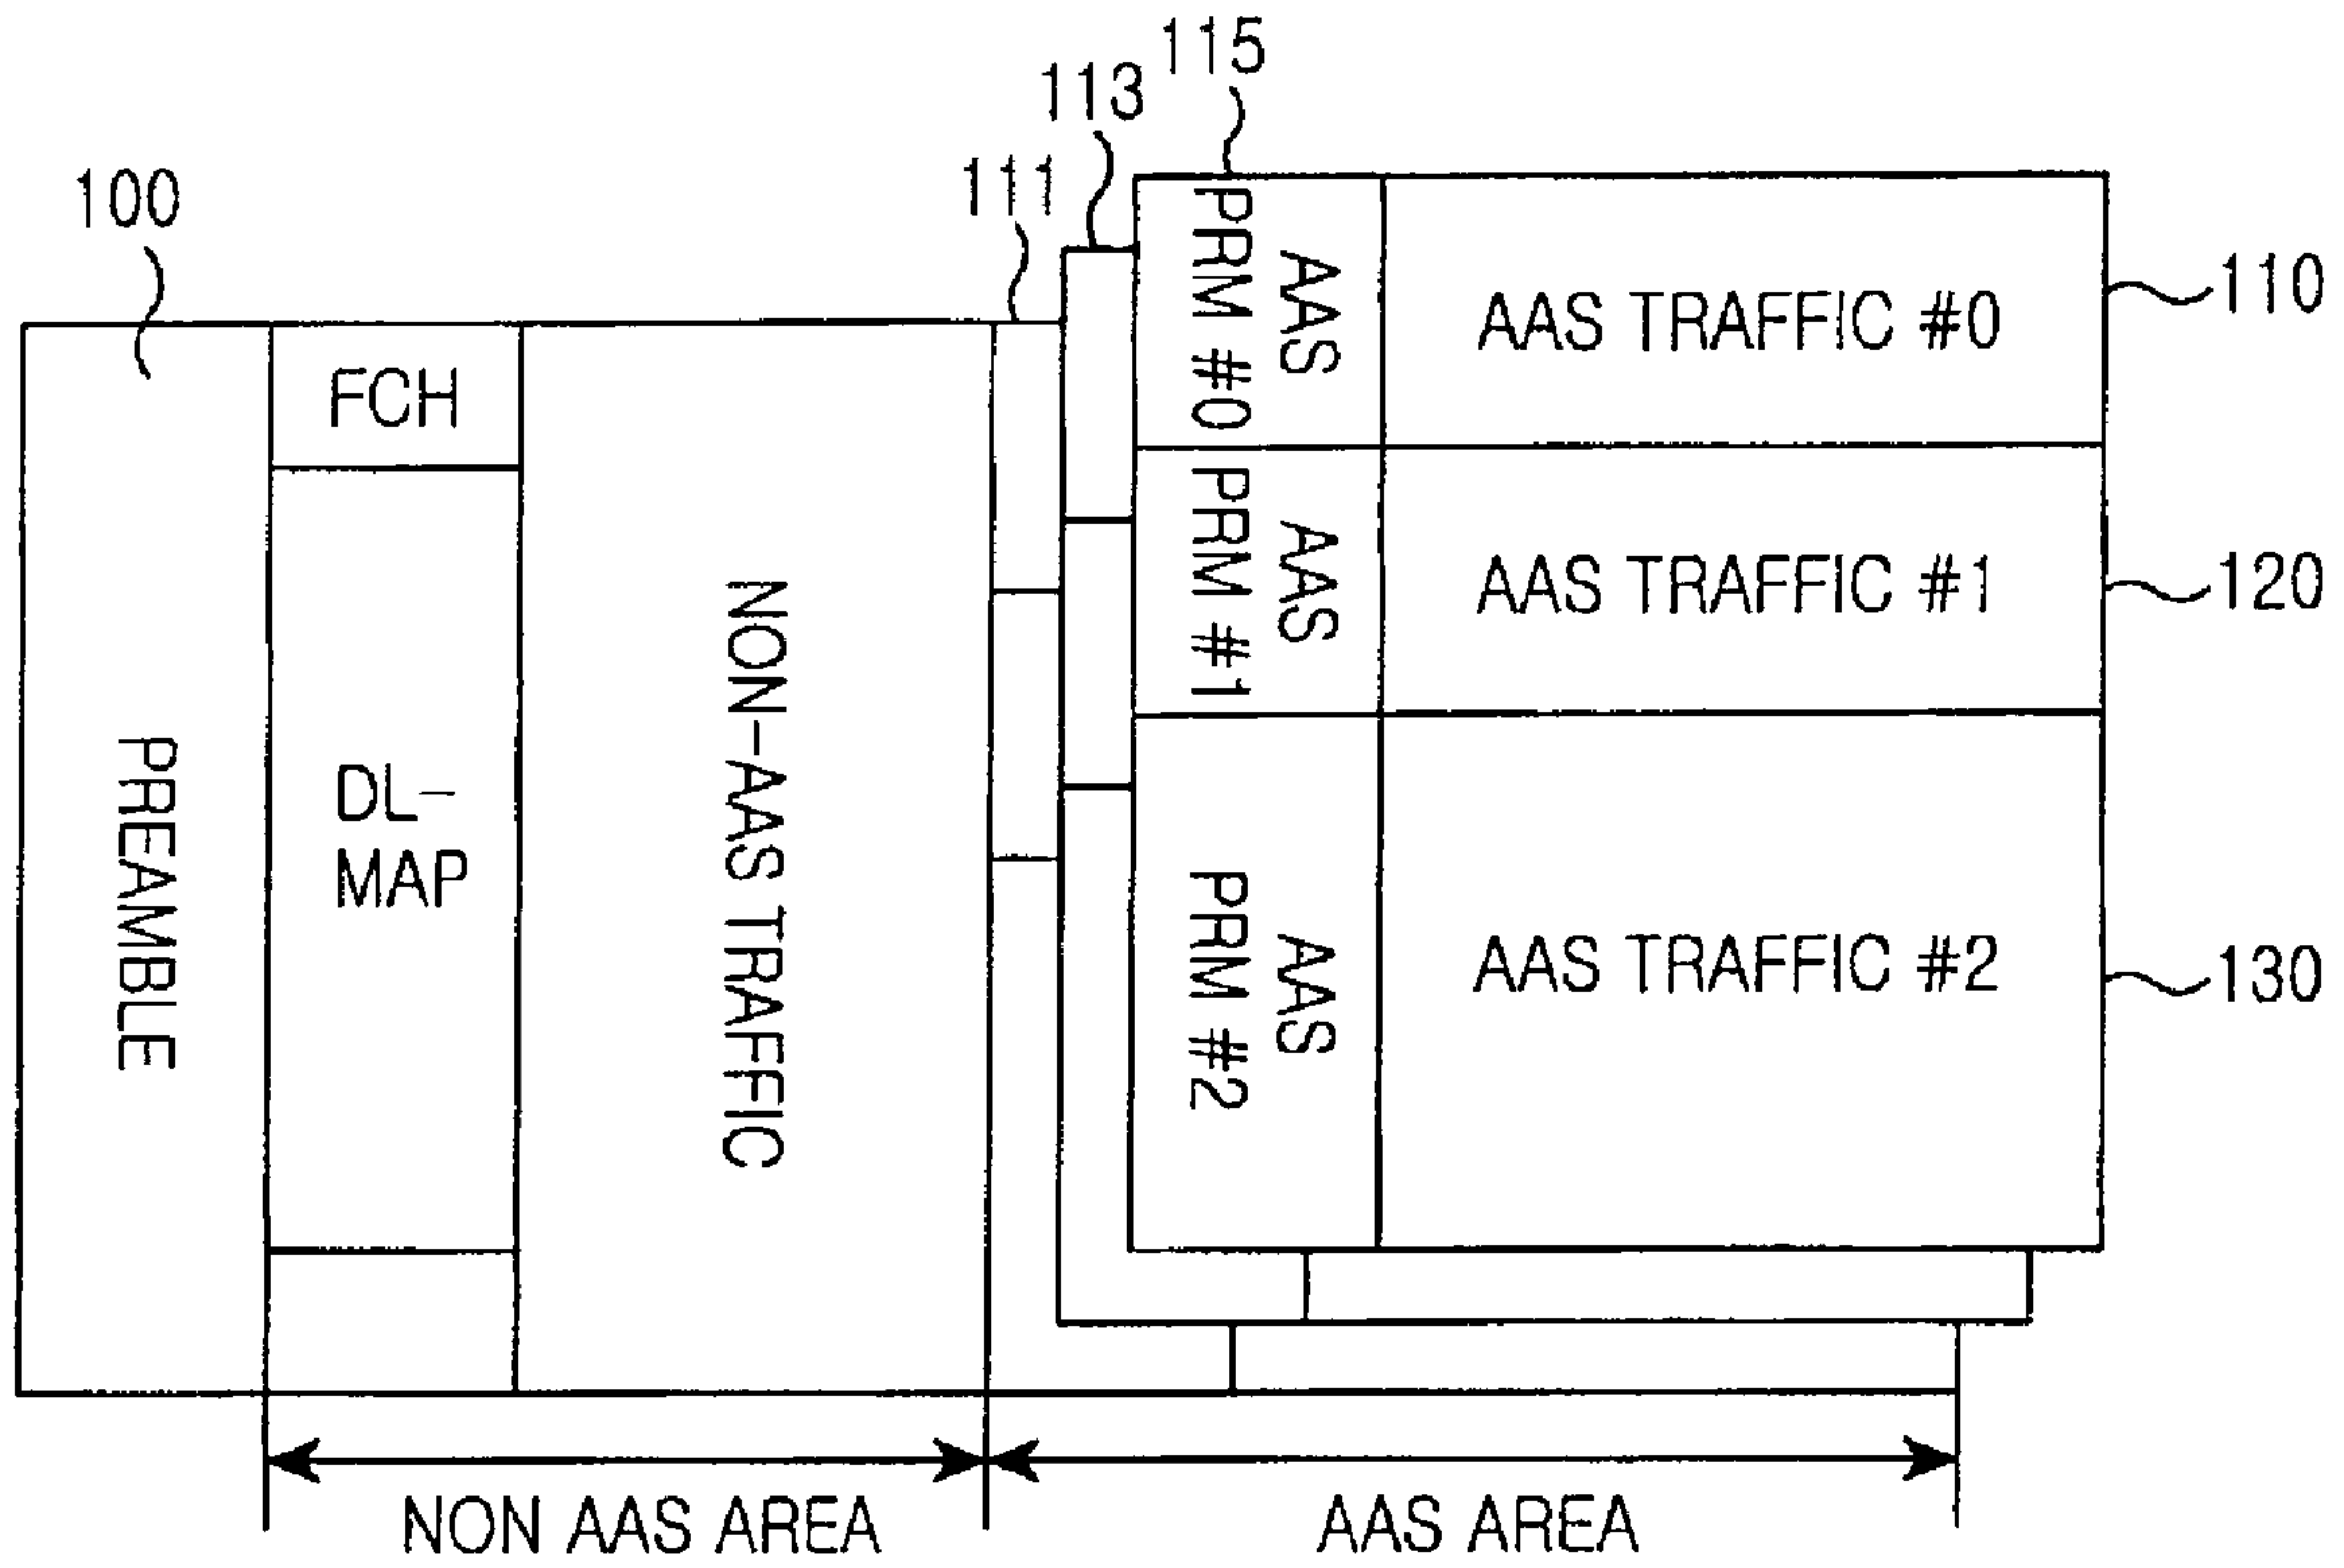 115
113
111
100
110
120
130
PREAMBLE
FCH
DL-
MAP
NON-AAS TRAFFIC
AAS
PRM #0
AAS TRAFFIC #0
AAS
PRM #1
AAS TRAFFIC #1
AAS
PRM #2
AAS TRAFFIC #2
NON AAS AREA
AAS AREA